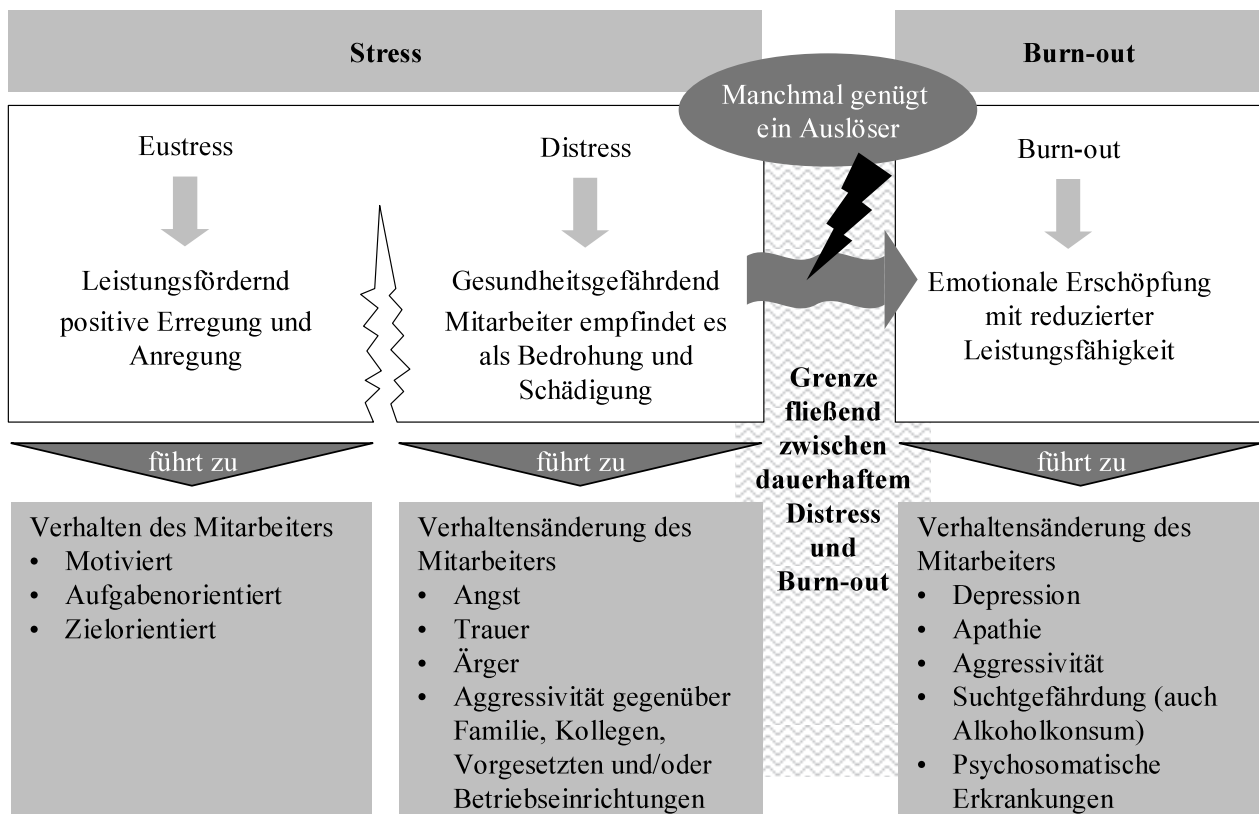 Stress
Burn-out
Manchmal genügt
ein Auslöser
Eustress
Leistungsfördernd
positive Erregung und
Anregung
Distress
Gesundheitsgefährdend
Mitarbeiter empfindet es
als Bedrohung und
Schädigung
Burn-out
Emotionale Erschöpfung
mit reduzierter
Leistungsfähigkeit
Grenze
fließend
zwischen
dauerhaftem
Distress
und
Burn-out
führt zu
führt zu
führt zu
Verhalten des Mitarbeiters
• Motiviert
• Aufgabenorientiert
• Zielorientiert
Verhaltensänderung des
Mitarbeiters
• Angst
• Trauer
• Ärger
• Aggressivität gegenüber
Familie, Kollegen,
Vorgesetzten und/oder
Betriebseinrichtungen
Verhaltensänderung des
Mitarbeiters
• Depression
• Apathie
• Aggressivität
• Suchtgefährdung (auch
Alkoholkonsum)
• Psychosomatische
Erkrankungen